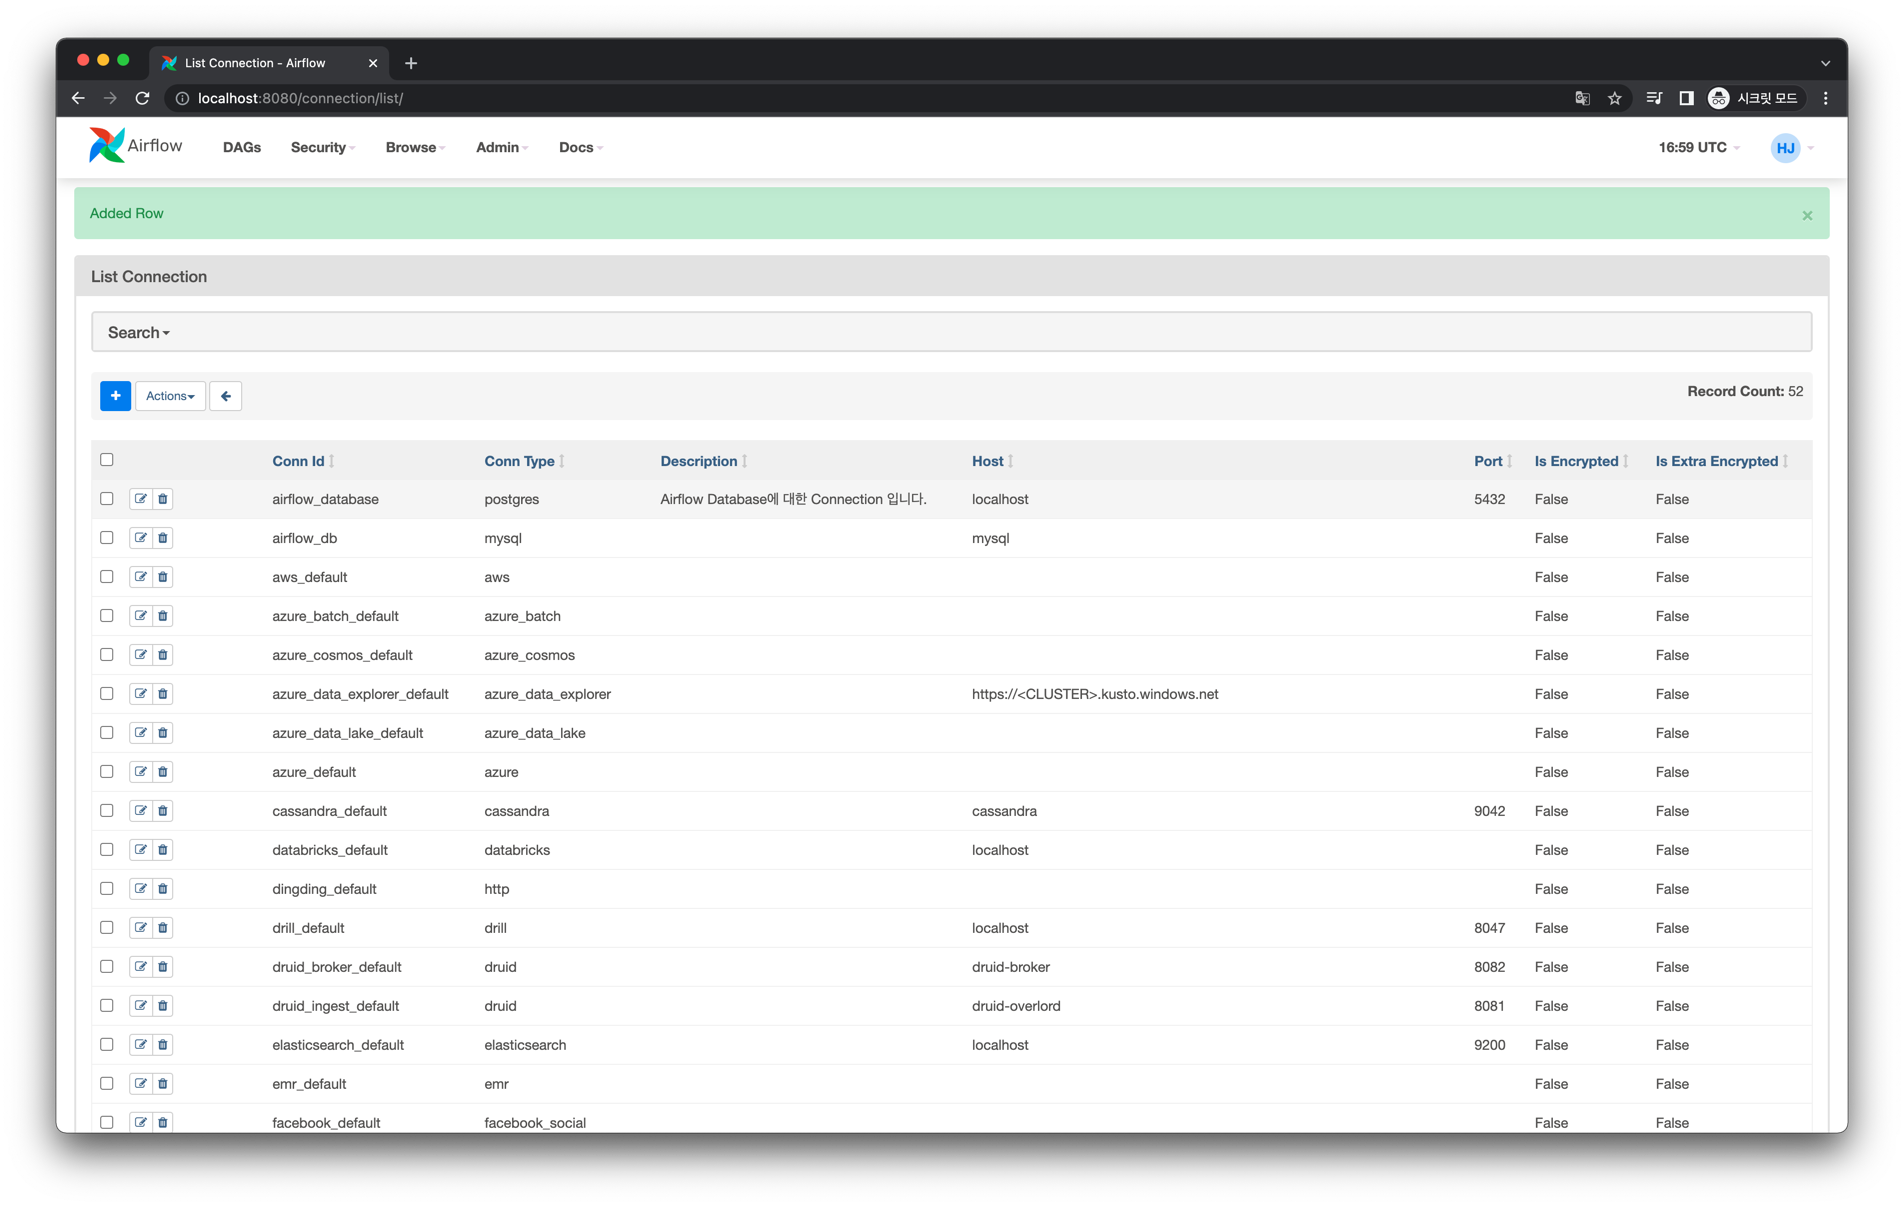 List Connection - Airflow
localhost:8080/connection/list/
시크릿 모드
Airflow DAGs Security Browse Admin Docs 16:59 UTC HJ
Added Row ×
List Connection
Search
+ Actions Record Count: 52
Conn Id Conn Type Description Host Port Is Encrypted Is Extra Encrypted
airflow_database postgres Airflow Database에 대한 Connection 입니다. localhost 5432 False False
airflow_db mysql mysql False False
aws_default aws False False
azure_batch_default azure_batch False False
azure_cosmos_default azure_cosmos False False
azure_data_explorer_default azure_data_explorer https://<CLUSTER>.kusto.windows.net False False
azure_data_lake_default azure_data_lake False False
azure_default azure False False
cassandra_default cassandra cassandra 9042 False False
databricks_default databricks localhost False False
dingding_default http False False
drill_default drill localhost 8047 False False
druid_broker_default druid druid-broker 8082 False False
druid_ingest_default druid druid-overlord 8081 False False
elasticsearch_default elasticsearch localhost 9200 False False
emr_default emr False False
facebook_default facebook_social False False